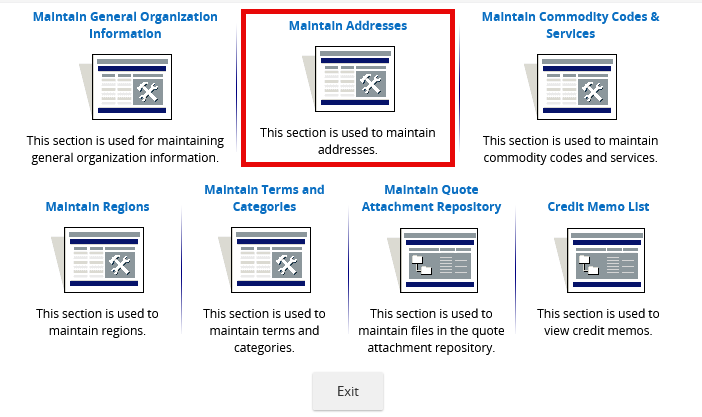 Maintain General Organization
Information
This section is used for maintaining
general organization information.
Maintain Addresses
This section is used to maintain
addresses.
Maintain Commodity Codes &
Services
This section is used to maintain
commodity codes and services.
Maintain Regions
This section is used to
maintain regions.
Maintain Terms and
Categories
This section is used to
maintain terms and
categories.
Maintain Quote
Attachment Repository
This section is used to
maintain files in the quote
attachment repository.
Credit Memo List
This section is used to
view credit memos.
Exit